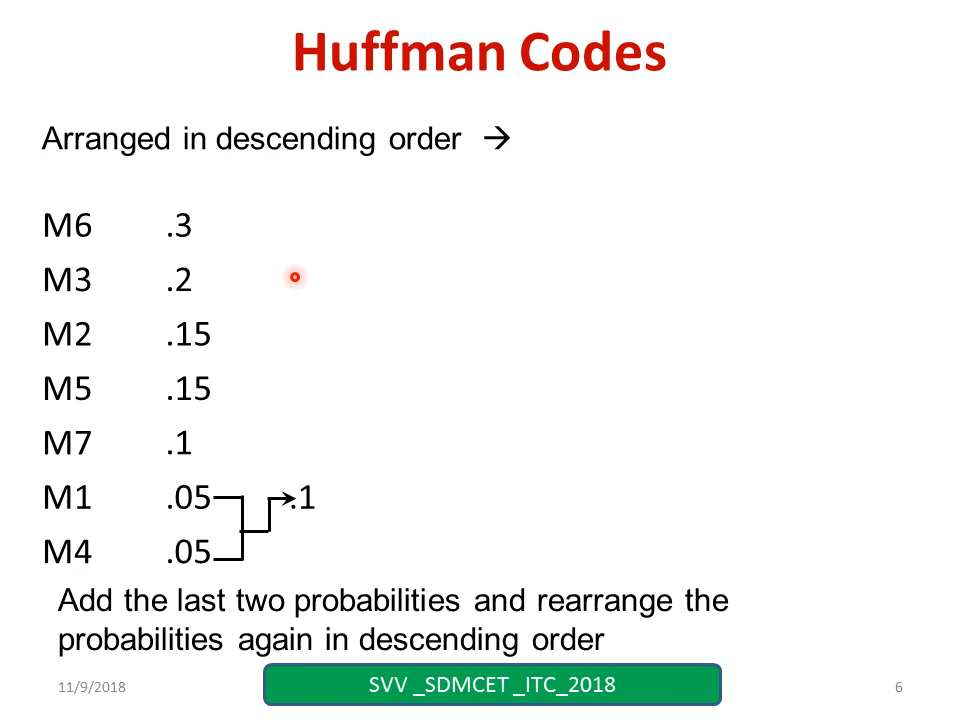 Huffman Codes
Arranged in descending order →
M6 .3
M3 .2
M2 .15
M5 .15
M7 .1
M1 .05 .1
M4 .05
Add the last two probabilities and rearrange the
probabilities again in descending order
11/9/2018 SVV _SDMCET _ITC_2018 6